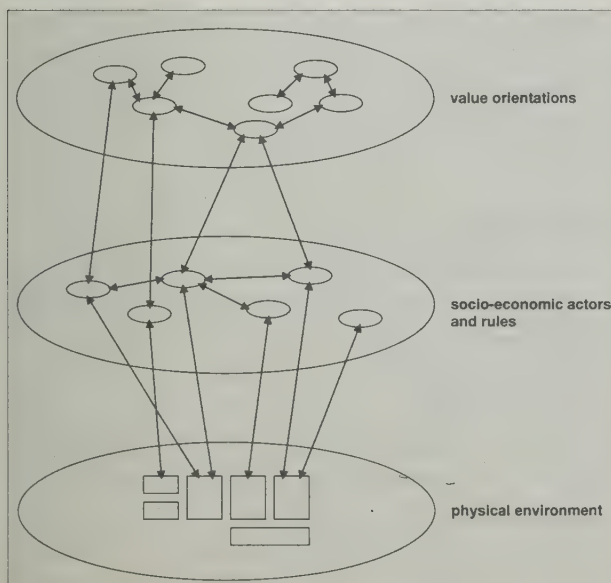 value orientations
socio-economic actors
and rules
physical environment